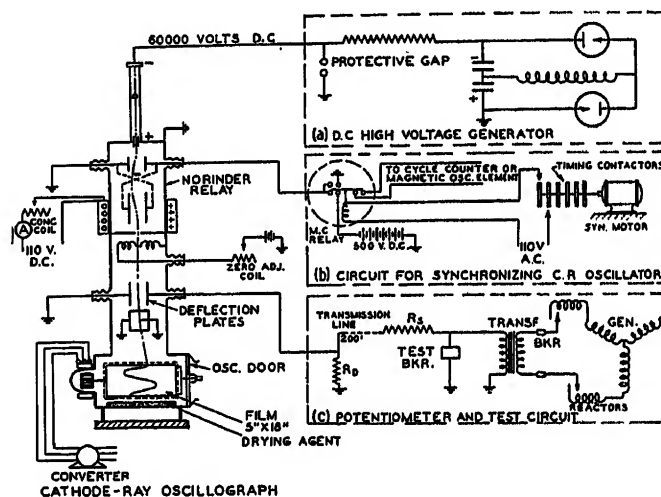 60000 VOLTS D.C
PROTECTIVE GAP
(a) D.C HIGH VOLTAGE GENERATOR
NORINDER
RELAY
TO CYCLE COUNTER OR
MAGNETIC OSC. ELEMENT
TIMING CONTACTORS
M.C
RELAY
500 V. D.C.
110 V
A.C.
SYN. MOTOR
(b) CIRCUIT FOR SYNCHRONIZING C.R OSCILLATOR
CONC.
COIL
A
110 V.
D.C.
ZERO ADJ.
COIL
DEFLECTION
PLATES
TRANSMISSION
LINE
200'
RS
RD
TEST
BKR.
TRANSF
BKR
GEN.
REACTORS
(C) POTENTIOMETER AND TEST CIRCUIT
OSC. DOOR
FILM
5"X18"
DRYING AGENT
CONVERTER
CATHODE-RAY OSCILLOGRAPH